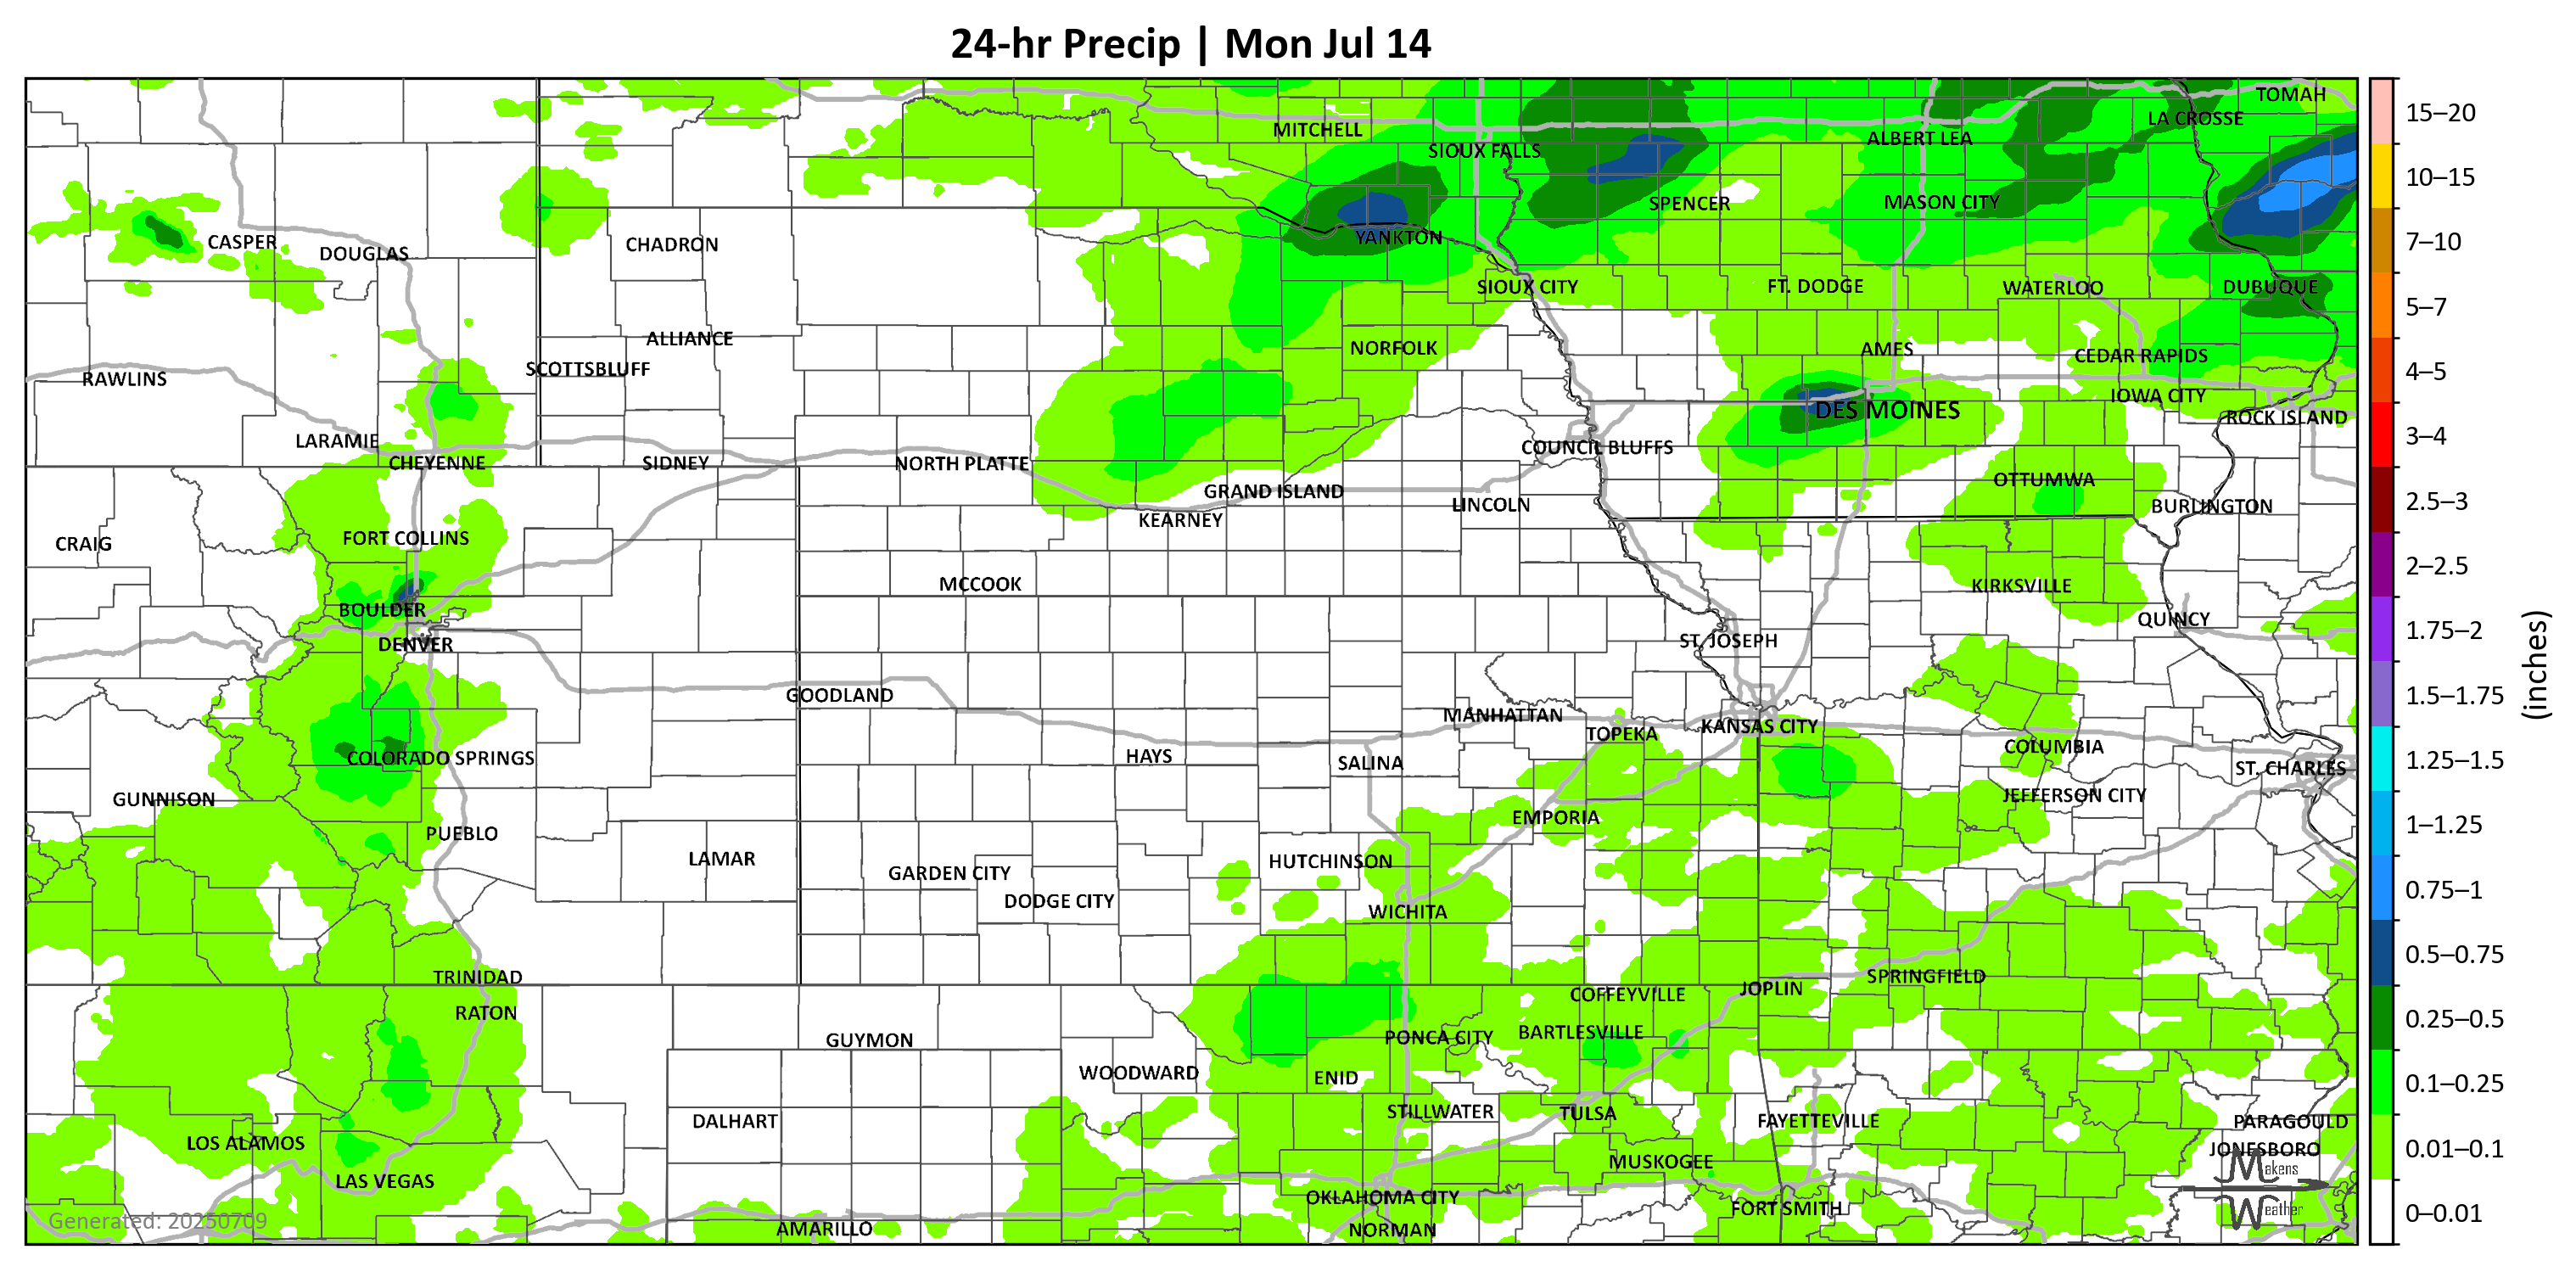 24-hr Precip | Mon Jul 14
TOMAH
LA CROSSE
MITCHELL
ALBERT LEA
SIOUX FALLS
SPENCER
MASON CITY
YANKTON
CASPER
DOUGLAS
CHADRON
SIOUX CITY
FT. DODGE
WATERLOO
DUBUQUE
ALLIANCE
NORFOLK
AMES
CEDAR RAPIDS
SCOTTSBLUFF
RAWLINS
IOWA CITY
DES MOINES
ROCK ISLAND
LARAMIE
COUNCIL BLUFFS
CHEYENNE
SIDNEY
NORTH PLATTE
OTTUMWA
GRAND ISLAND
LINCOLN
BURLINGTON
KEARNEY
FORT COLLINS
CRAIG
MCCOOK
KIRKSVILLE
BOULDER
QUINCY
DENVER
ST. JOSEPH
GOODLAND
MANHATTAN
KANSAS CITY
TOPEKA
COLUMBIA
COLORADO SPRINGS
HAYS
SALINA
ST. CHARLES
GUNNISON
JEFFERSON CITY
EMPORIA
PUEBLO
LAMAR
HUTCHINSON
GARDEN CITY
DODGE CITY
WICHITA
TRINIDAD
SPRINGFIELD
JOPLIN
COFFEYVILLE
RATON
BARTLESVILLE
GUYMON
PONCA CITY
WOODWARD
ENID
STILLWATER
TULSA
DALHART
FAYETTEVILLE
PARAGOULD
LOS ALAMOS
JONESBORO
MUSKOGEE
LAS VEGAS
OKLAHOMA CITY
FORT SMITH
AMARILLO
NORMAN
Generated: 20250709
Makens
Weather
15–20
10–15
7–10
5–7
4–5
3–4
2.5–3
2–2.5
1.75–2
1.5–1.75
1.25–1.5
1–1.25
0.75–1
0.5–0.75
0.25–0.5
0.1–0.25
0.01–0.1
0–0.01
(inches)